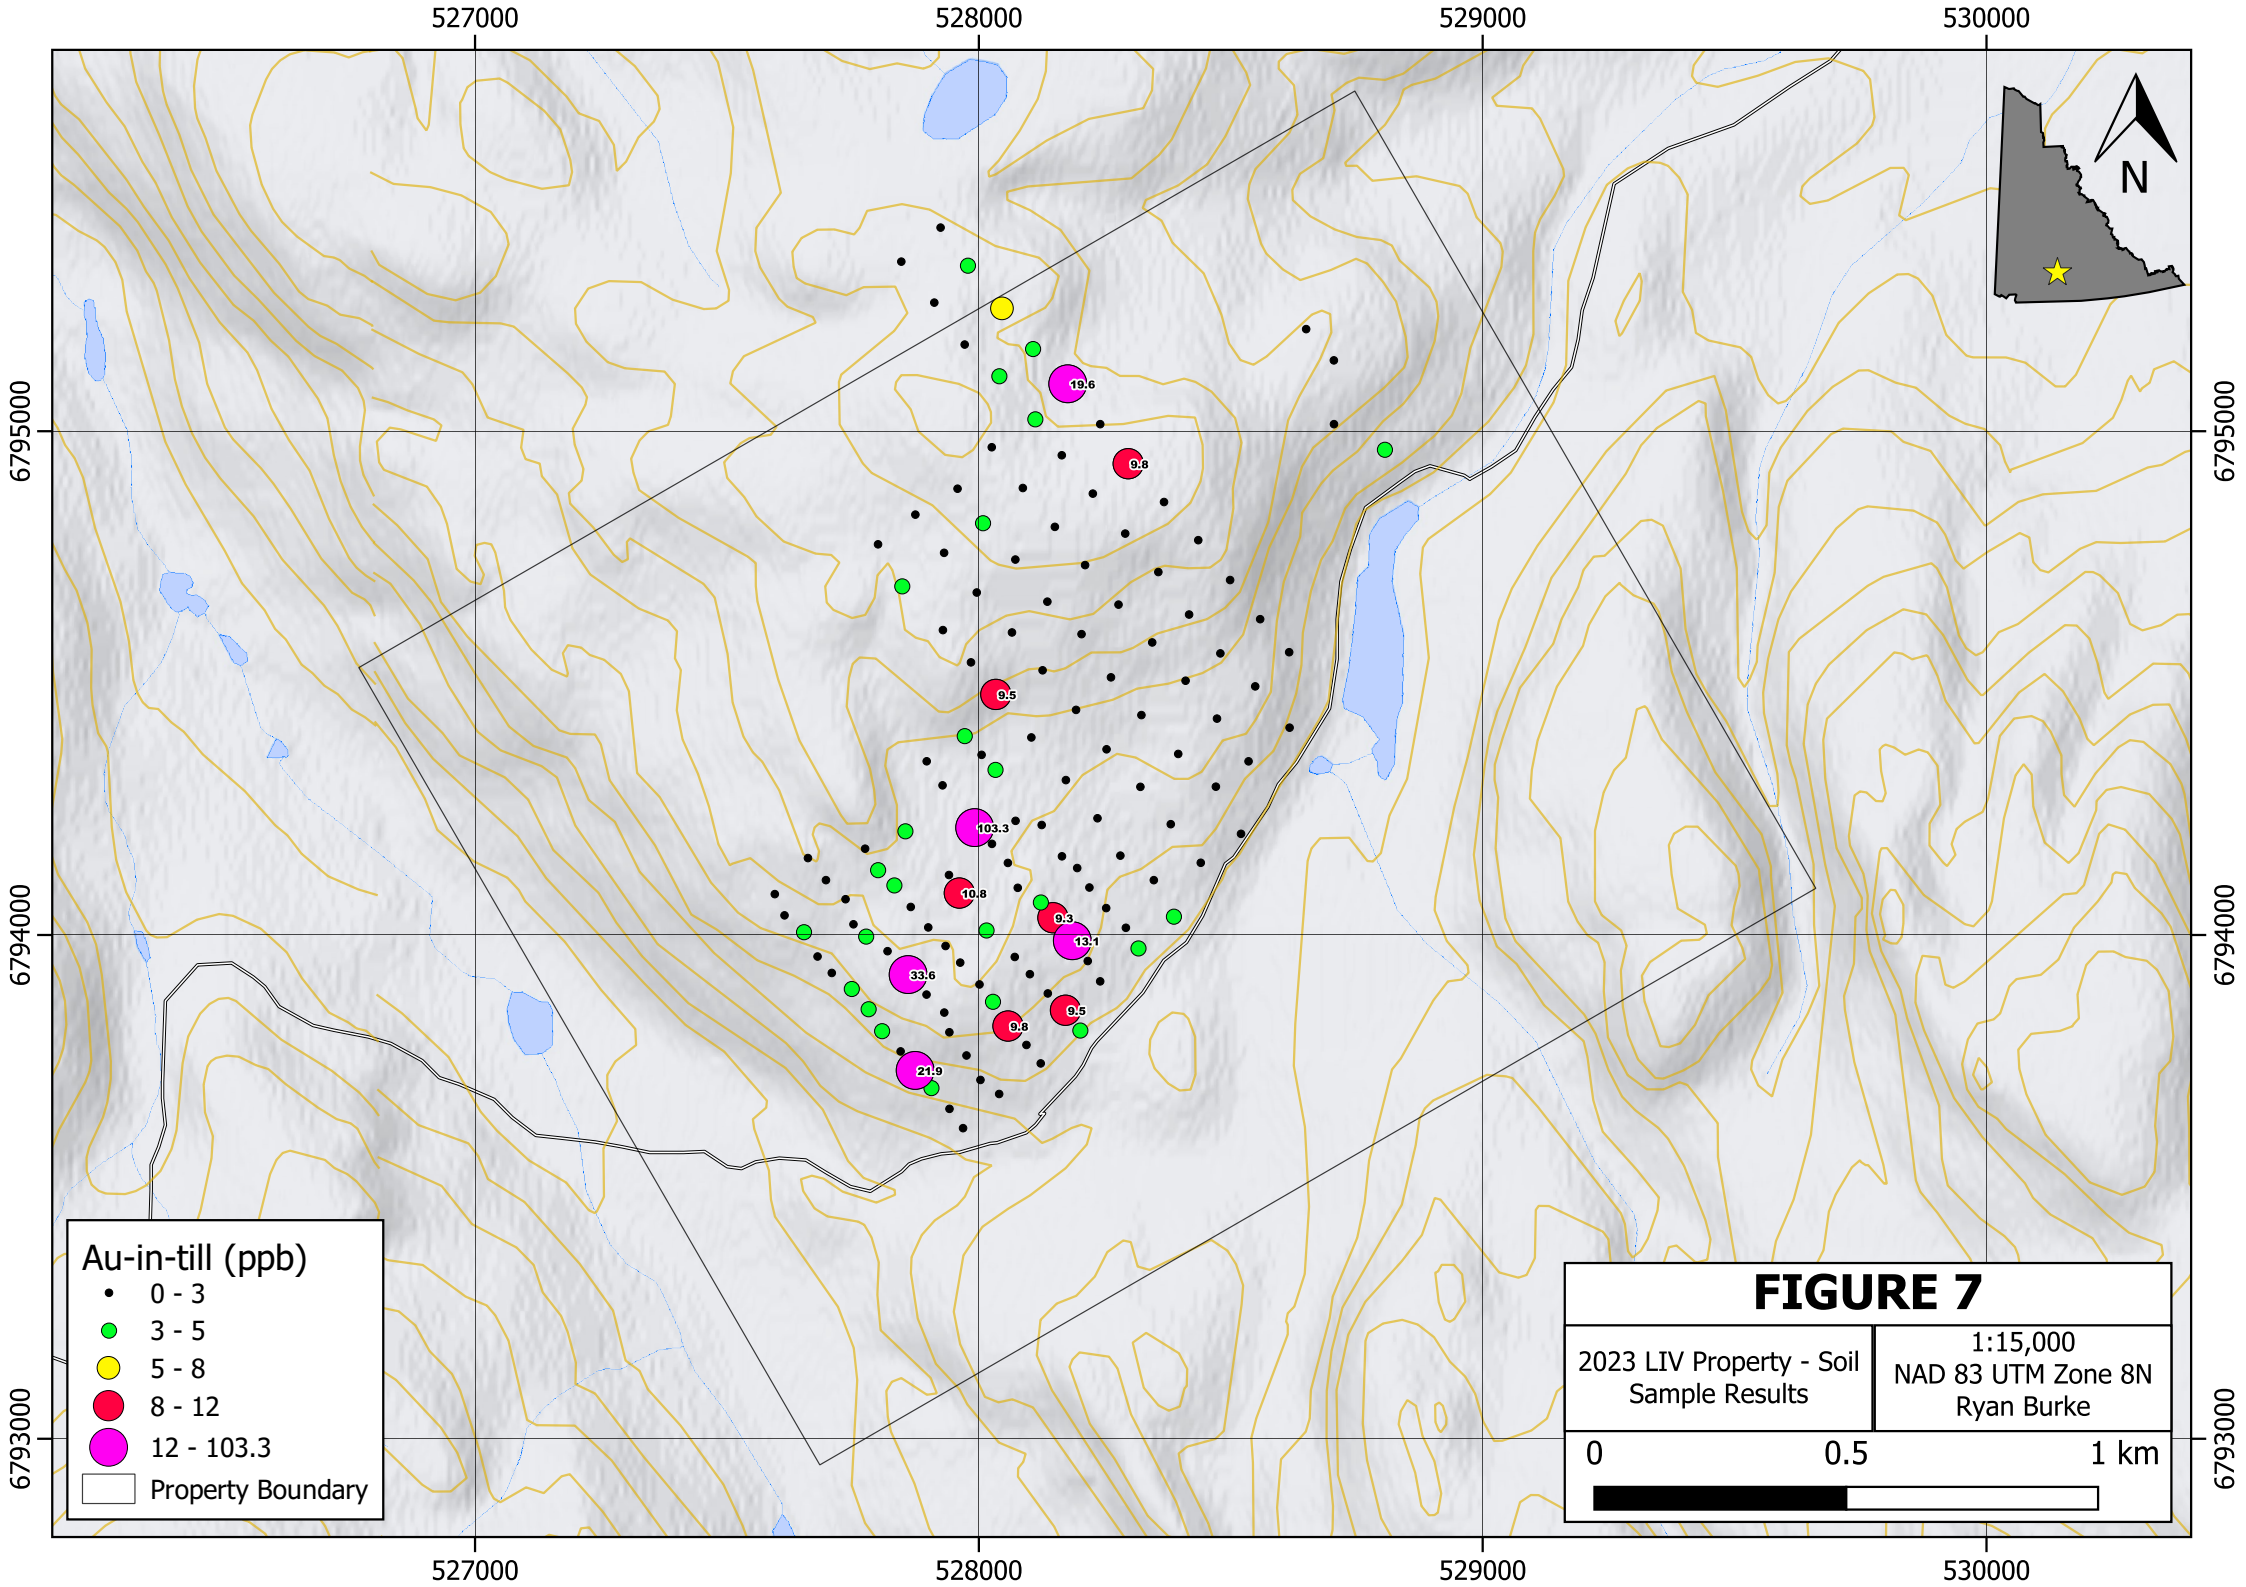 527000
528000
529000
530000
N
6795000
6795000
19.6
9.8
9.5
103.3
10.8
9.3
13.1
6794000
6794000
33.6
9.5
9.8
21.9
Au-in-till (ppb)
0 - 3
3 - 5
5 - 8
8 - 12
12 - 103.3
Property Boundary
FIGURE 7
2023 LIV Property - Soil
Sample Results
1:15,000
NAD 83 UTM Zone 8N
Ryan Burke
0 0.5 1 km
6793000
6793000
527000
528000
529000
530000